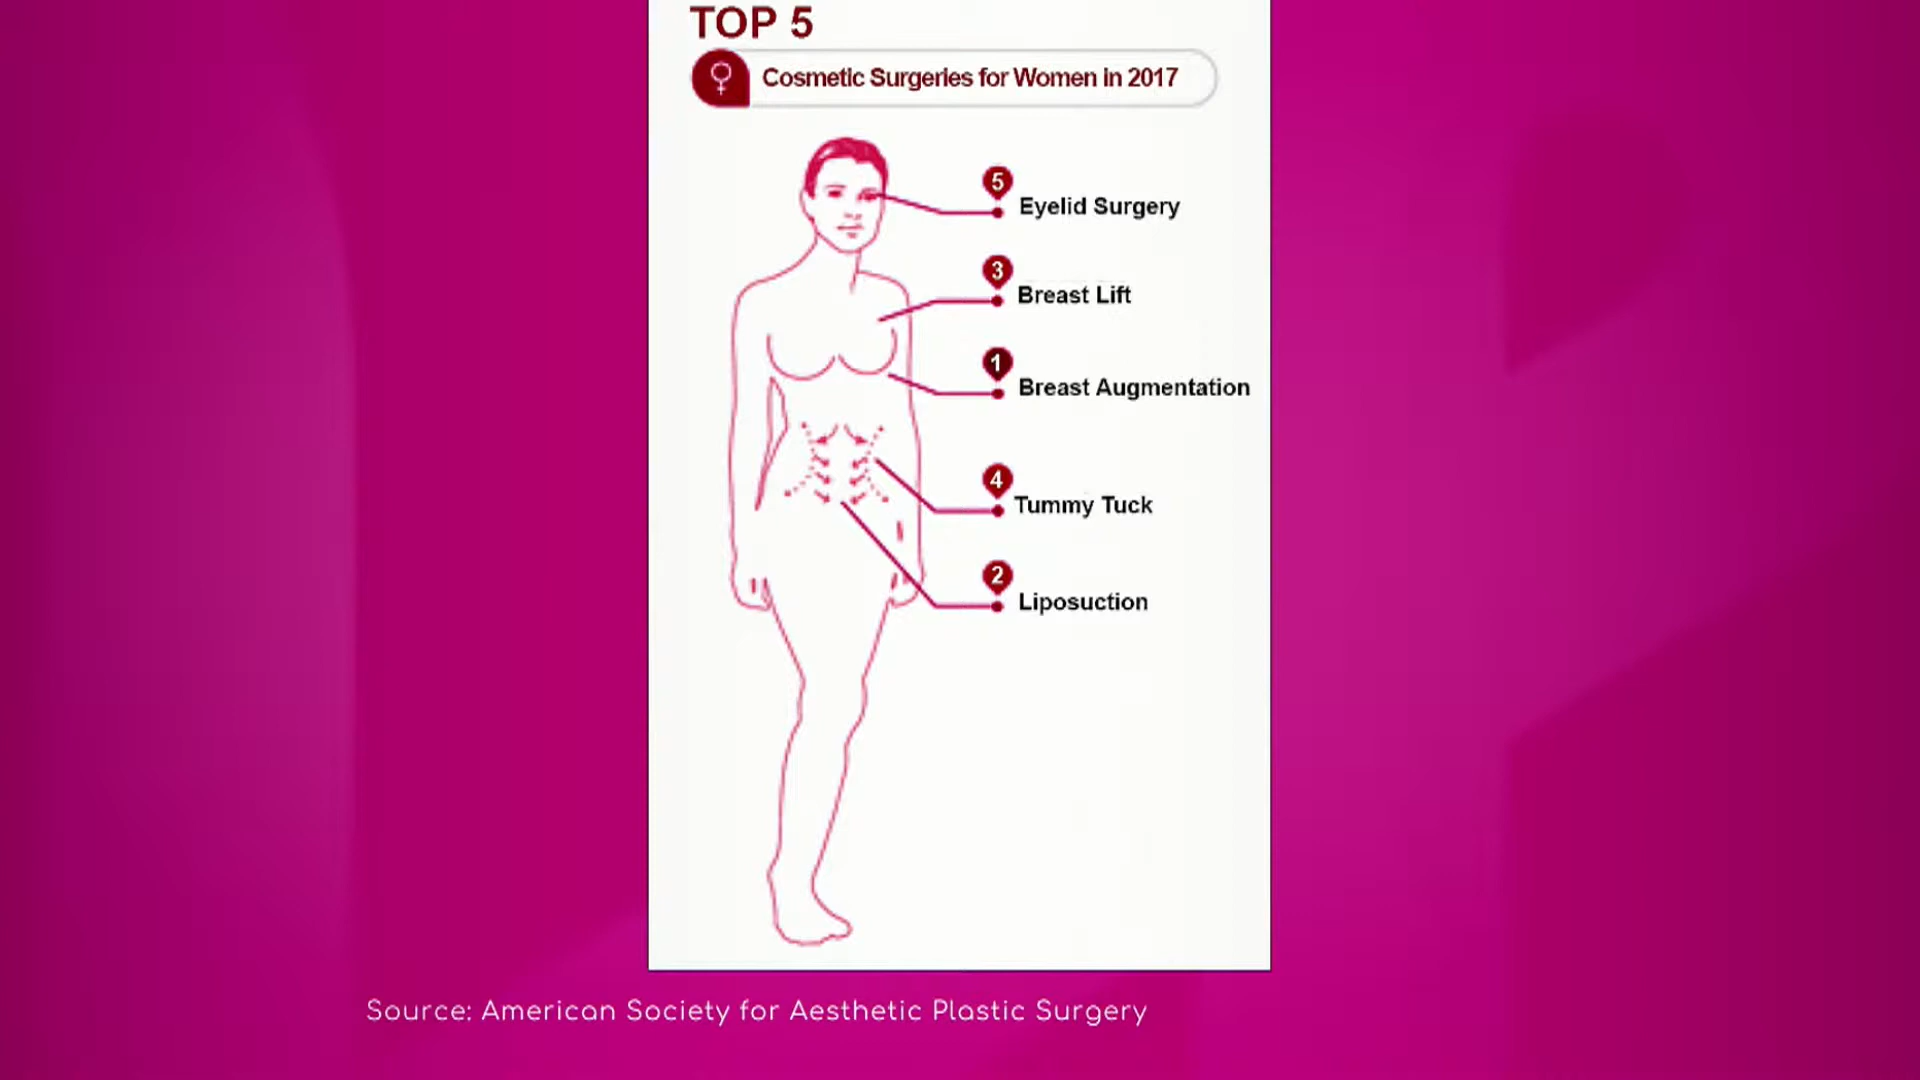 TOP 5
Cosmetic Surgeries for Women in 2017
5
Eyelid Surgery
3
Breast Lift
1
Breast Augmentation
4
Tummy Tuck
2
Liposuction
Source: American Society for Aesthetic Plastic Surgery